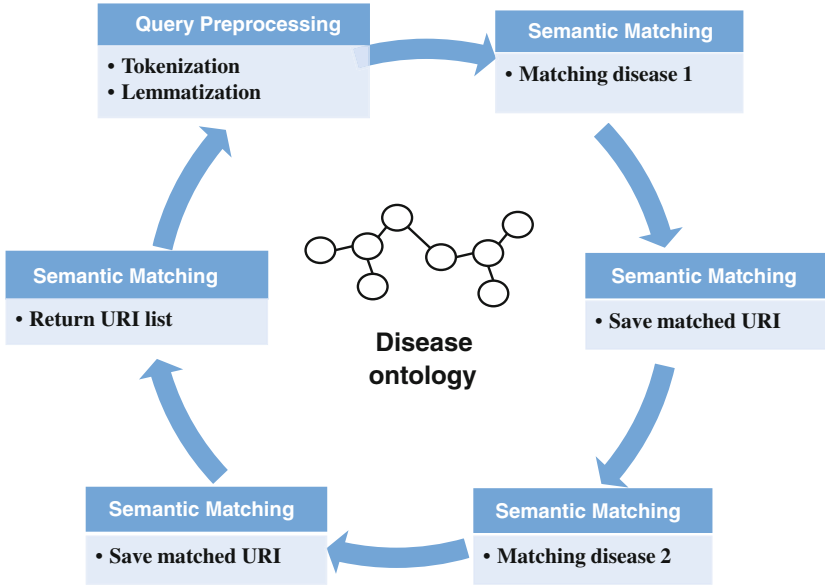 Query Preprocessing
• Tokenization
• Lemmatization
Semantic Matching
• Matching disease 1
Semantic Matching
• Save matched URI
Semantic Matching
• Matching disease 2
Semantic Matching
• Save matched URI
Semantic Matching
• Return URI list
Disease
ontology